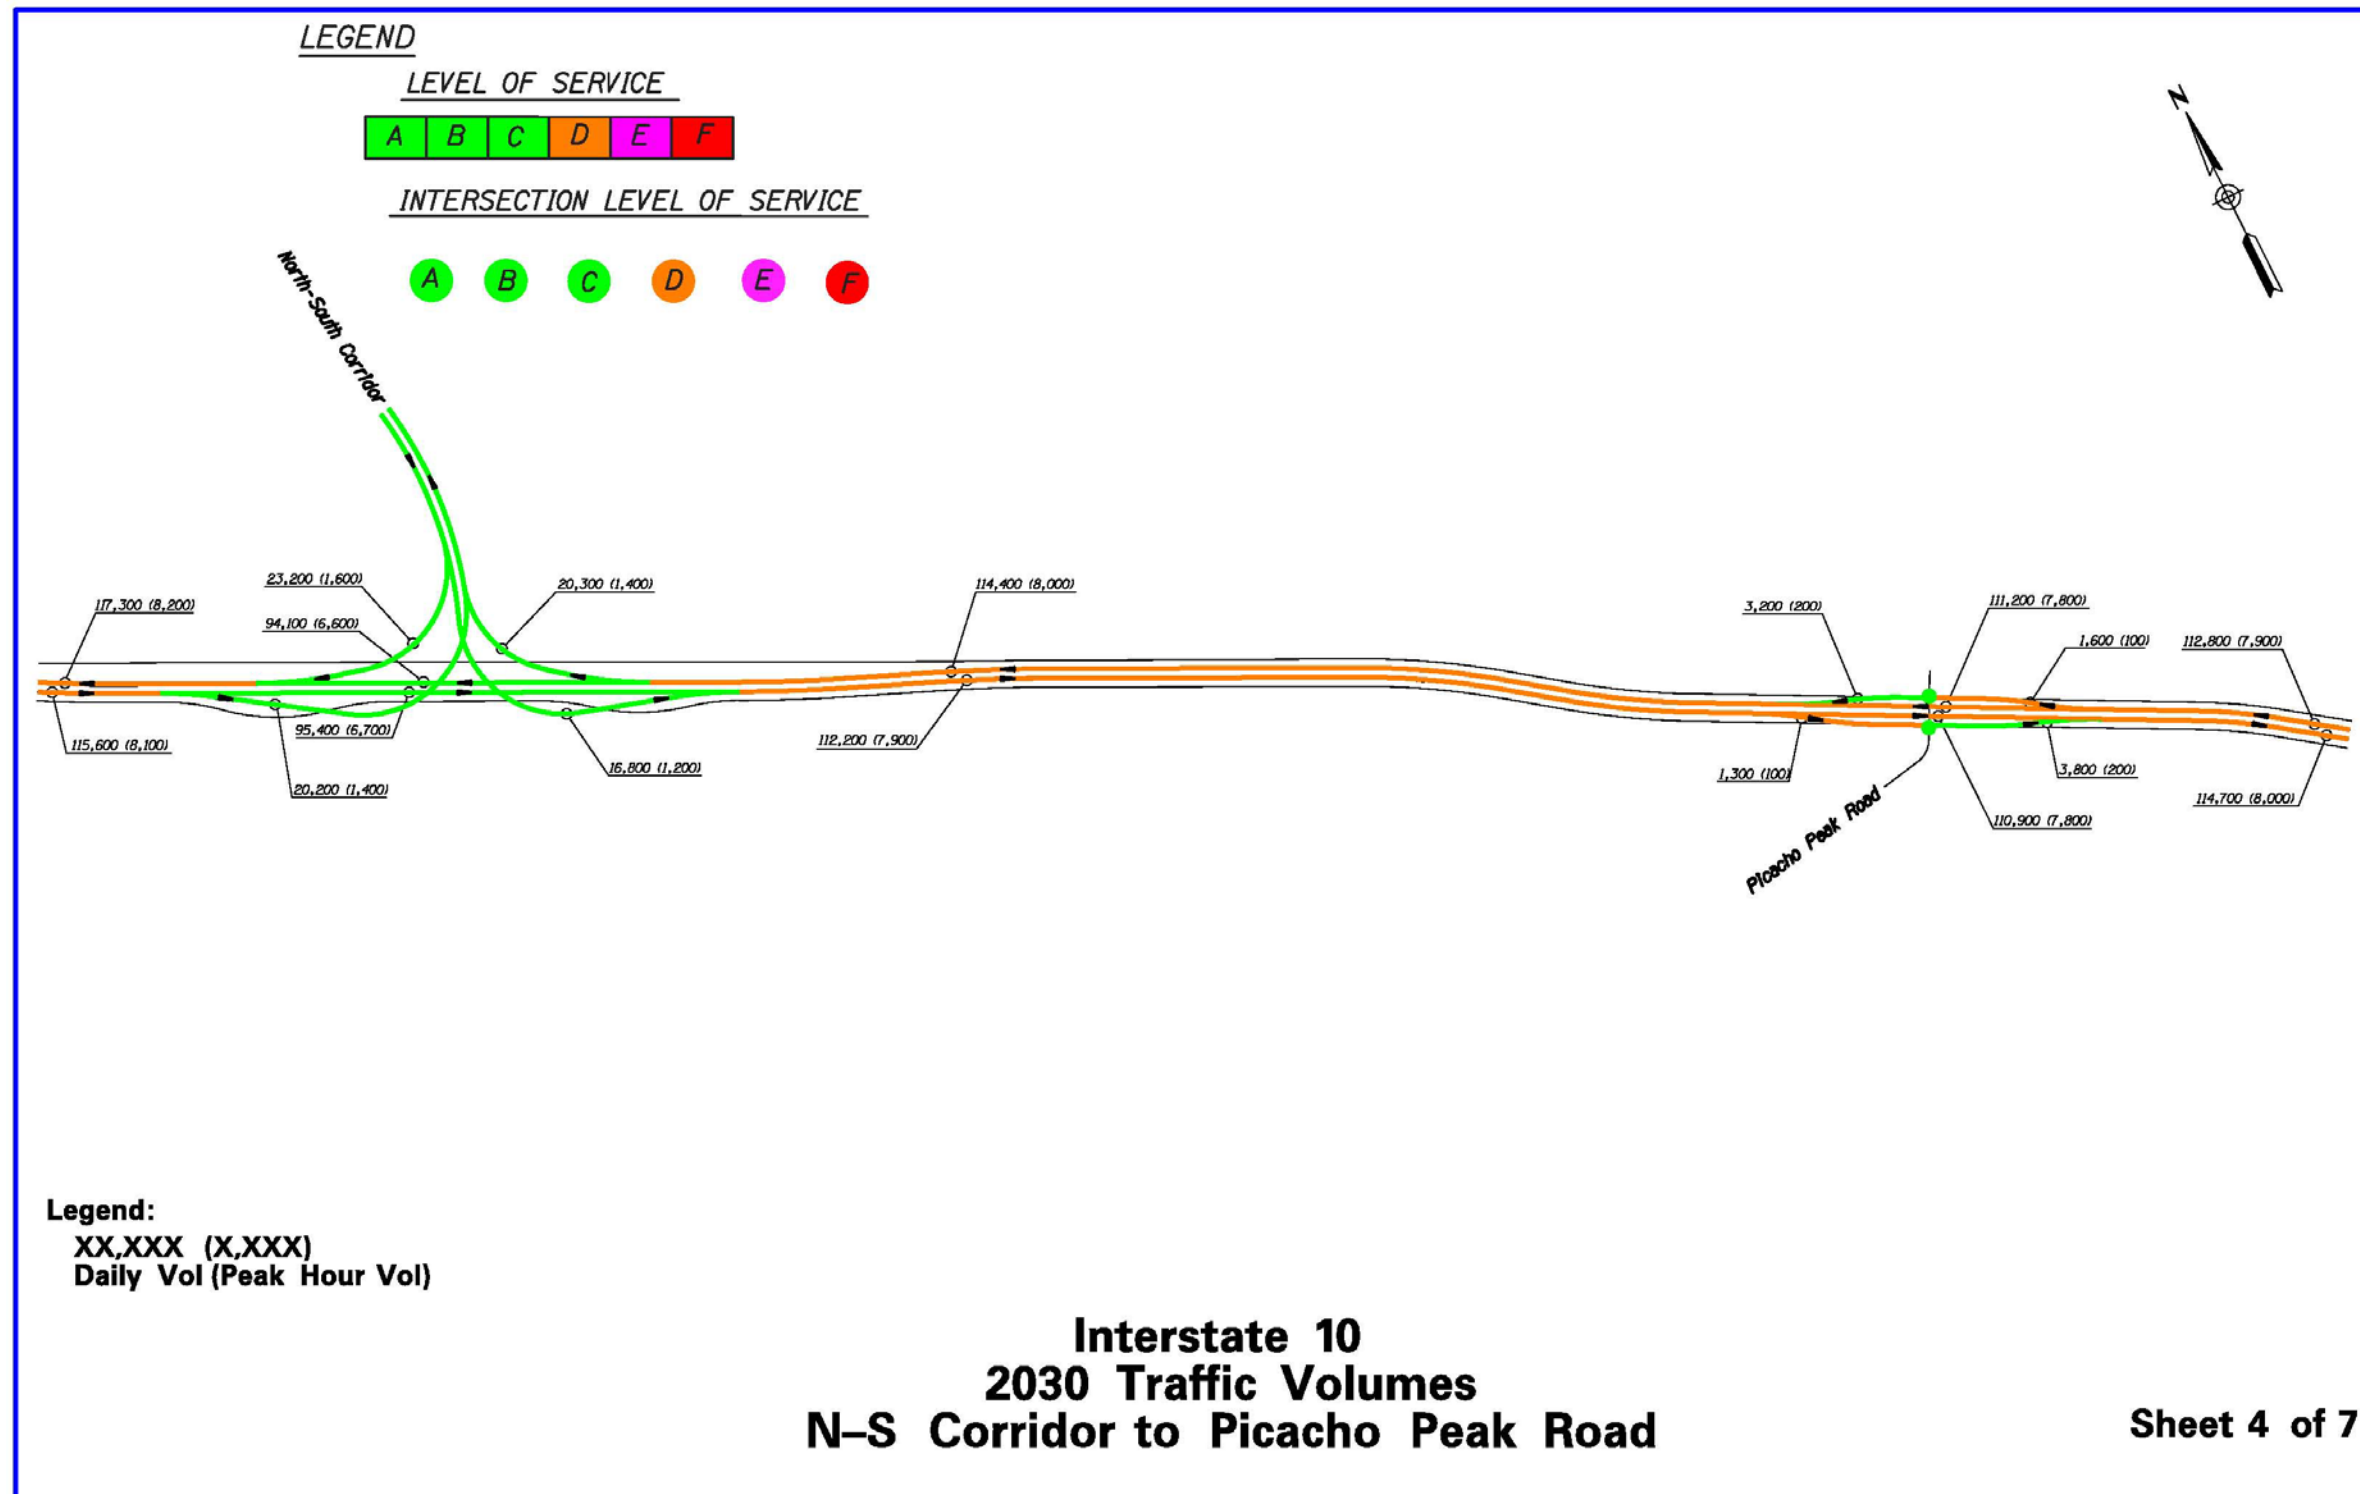 LEGEND
LEVEL OF SERVICE
A B C D E F
INTERSECTION LEVEL OF SERVICE
A B C D E F
N
North-South Corridor
23,200 (1,600)
20,300 (1,400)
114,400 (8,000)
117,300 (8,200)
94,100 (6,600)
3,200 (200)
111,200 (7,800)
1,600 (100)
112,800 (7,900)
115,600 (8,100)
95,400 (6,700)
112,200 (7,900)
20,200 (1,400)
16,800 (1,200)
1,300 (100)
3,800 (200)
114,700 (8,000)
110,900 (7,800)
Picacho Peak Road
Legend:
XX,XXX (X,XXX)
Daily Vol (Peak Hour Vol)
Interstate 10
2030 Traffic Volumes
N–S Corridor to Picacho Peak Road
Sheet 4 of 7